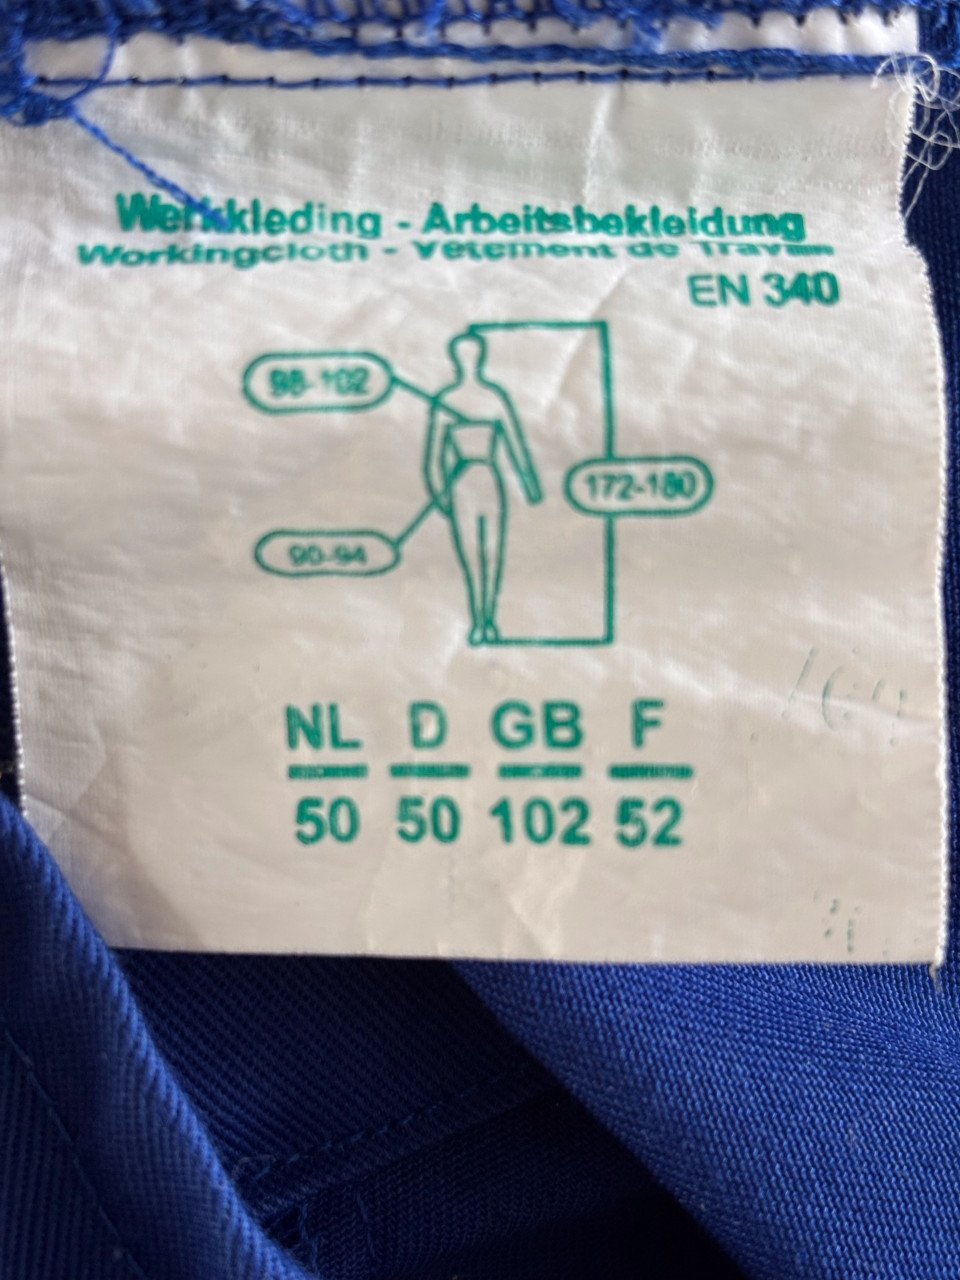 Werkkleding - Arbeitsbekleidung
Workingcloth - Vetement de Travail
EN 340
98-102
172-180
90-94
NL D GB F
50 50 102 52